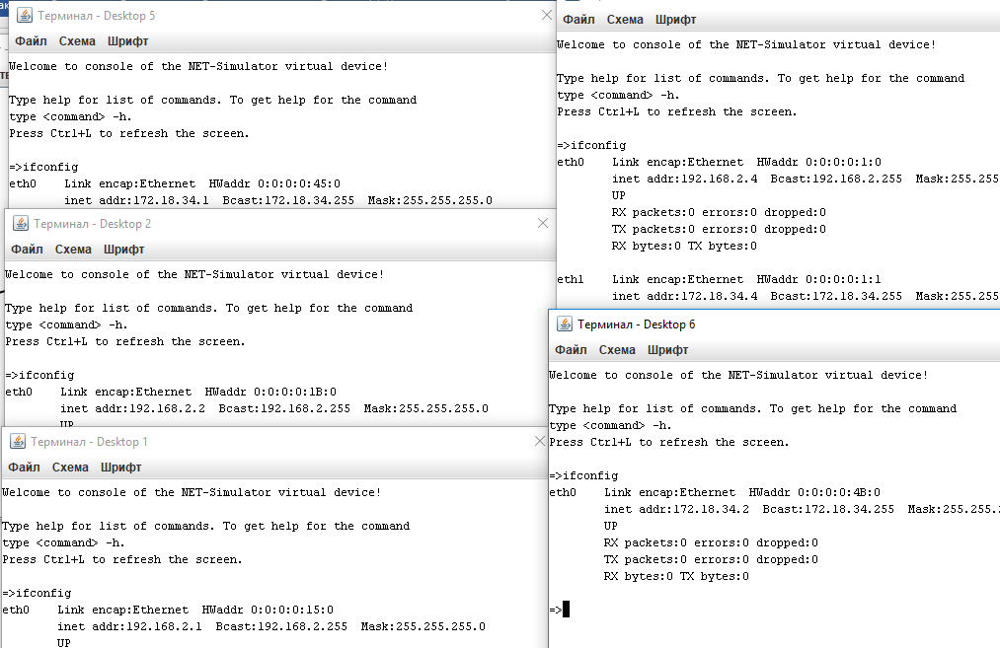 Терминал - Desktop 5
Файл Схема Шрифт
Welcome to console of the NET-Simulator virtual device!
Type help for list of commands. To get help for the command
type <command> -h.
Press Ctrl+L to refresh the screen.
=>ifconfig
eth0 Link encap:Ethernet HWaddr 0:0:0:0:45:0
inet addr:172.18.34.1 Bcast:172.18.34.255 Mask:255.255.255.0
Терминал - Desktop 2
Файл Схема Шрифт
Welcome to console of the NET-Simulator virtual device!
Type help for list of commands. To get help for the command
type <command> -h.
Press Ctrl+L to refresh the screen.
=>ifconfig
eth0 Link encap:Ethernet HWaddr 0:0:0:0:1B:0
inet addr:192.168.2.2 Bcast:192.168.2.255 Mask:255.255.255.0
UP
Терминал - Desktop 1
Файл Схема Шрифт
Welcome to console of the NET-Simulator virtual device!
Type help for list of commands. To get help for the command
type <command> -h.
Press Ctrl+L to refresh the screen.
=>ifconfig
eth0 Link encap:Ethernet HWaddr 0:0:0:0:15:0
inet addr:192.168.2.1 Bcast:192.168.2.255 Mask:255.255.255.0
UP
Файл Схема Шрифт
Welcome to console of the NET-Simulator virtual device!
Type help for list of commands. To get help for the command
type <command> -h.
Press Ctrl+L to refresh the screen.
=>ifconfig
eth0 Link encap:Ethernet HWaddr 0:0:0:0:1:0
inet addr:192.168.2.4 Bcast:192.168.2.255 Mask:255.255.255
UP
RX packets:0 errors:0 dropped:0
TX packets:0 errors:0 dropped:0
RX bytes:0 TX bytes:0
eth1 Link encap:Ethernet HWaddr 0:0:0:0:1:1
inet addr:172.18.34.4 Bcast:172.18.34.255 Mask:255.255.255
Терминал - Desktop 6
Файл Схема Шрифт
Welcome to console of the NET-Simulator virtual device!
Type help for list of commands. To get help for the command
type <command> -h.
Press Ctrl+L to refresh the screen.
=>ifconfig
eth0 Link encap:Ethernet HWaddr 0:0:0:0:4B:0
inet addr:172.18.34.2 Bcast:172.18.34.255 Mask:255.255.255.
UP
RX packets:0 errors:0 dropped:0
TX packets:0 errors:0 dropped:0
RX bytes:0 TX bytes:0
=>